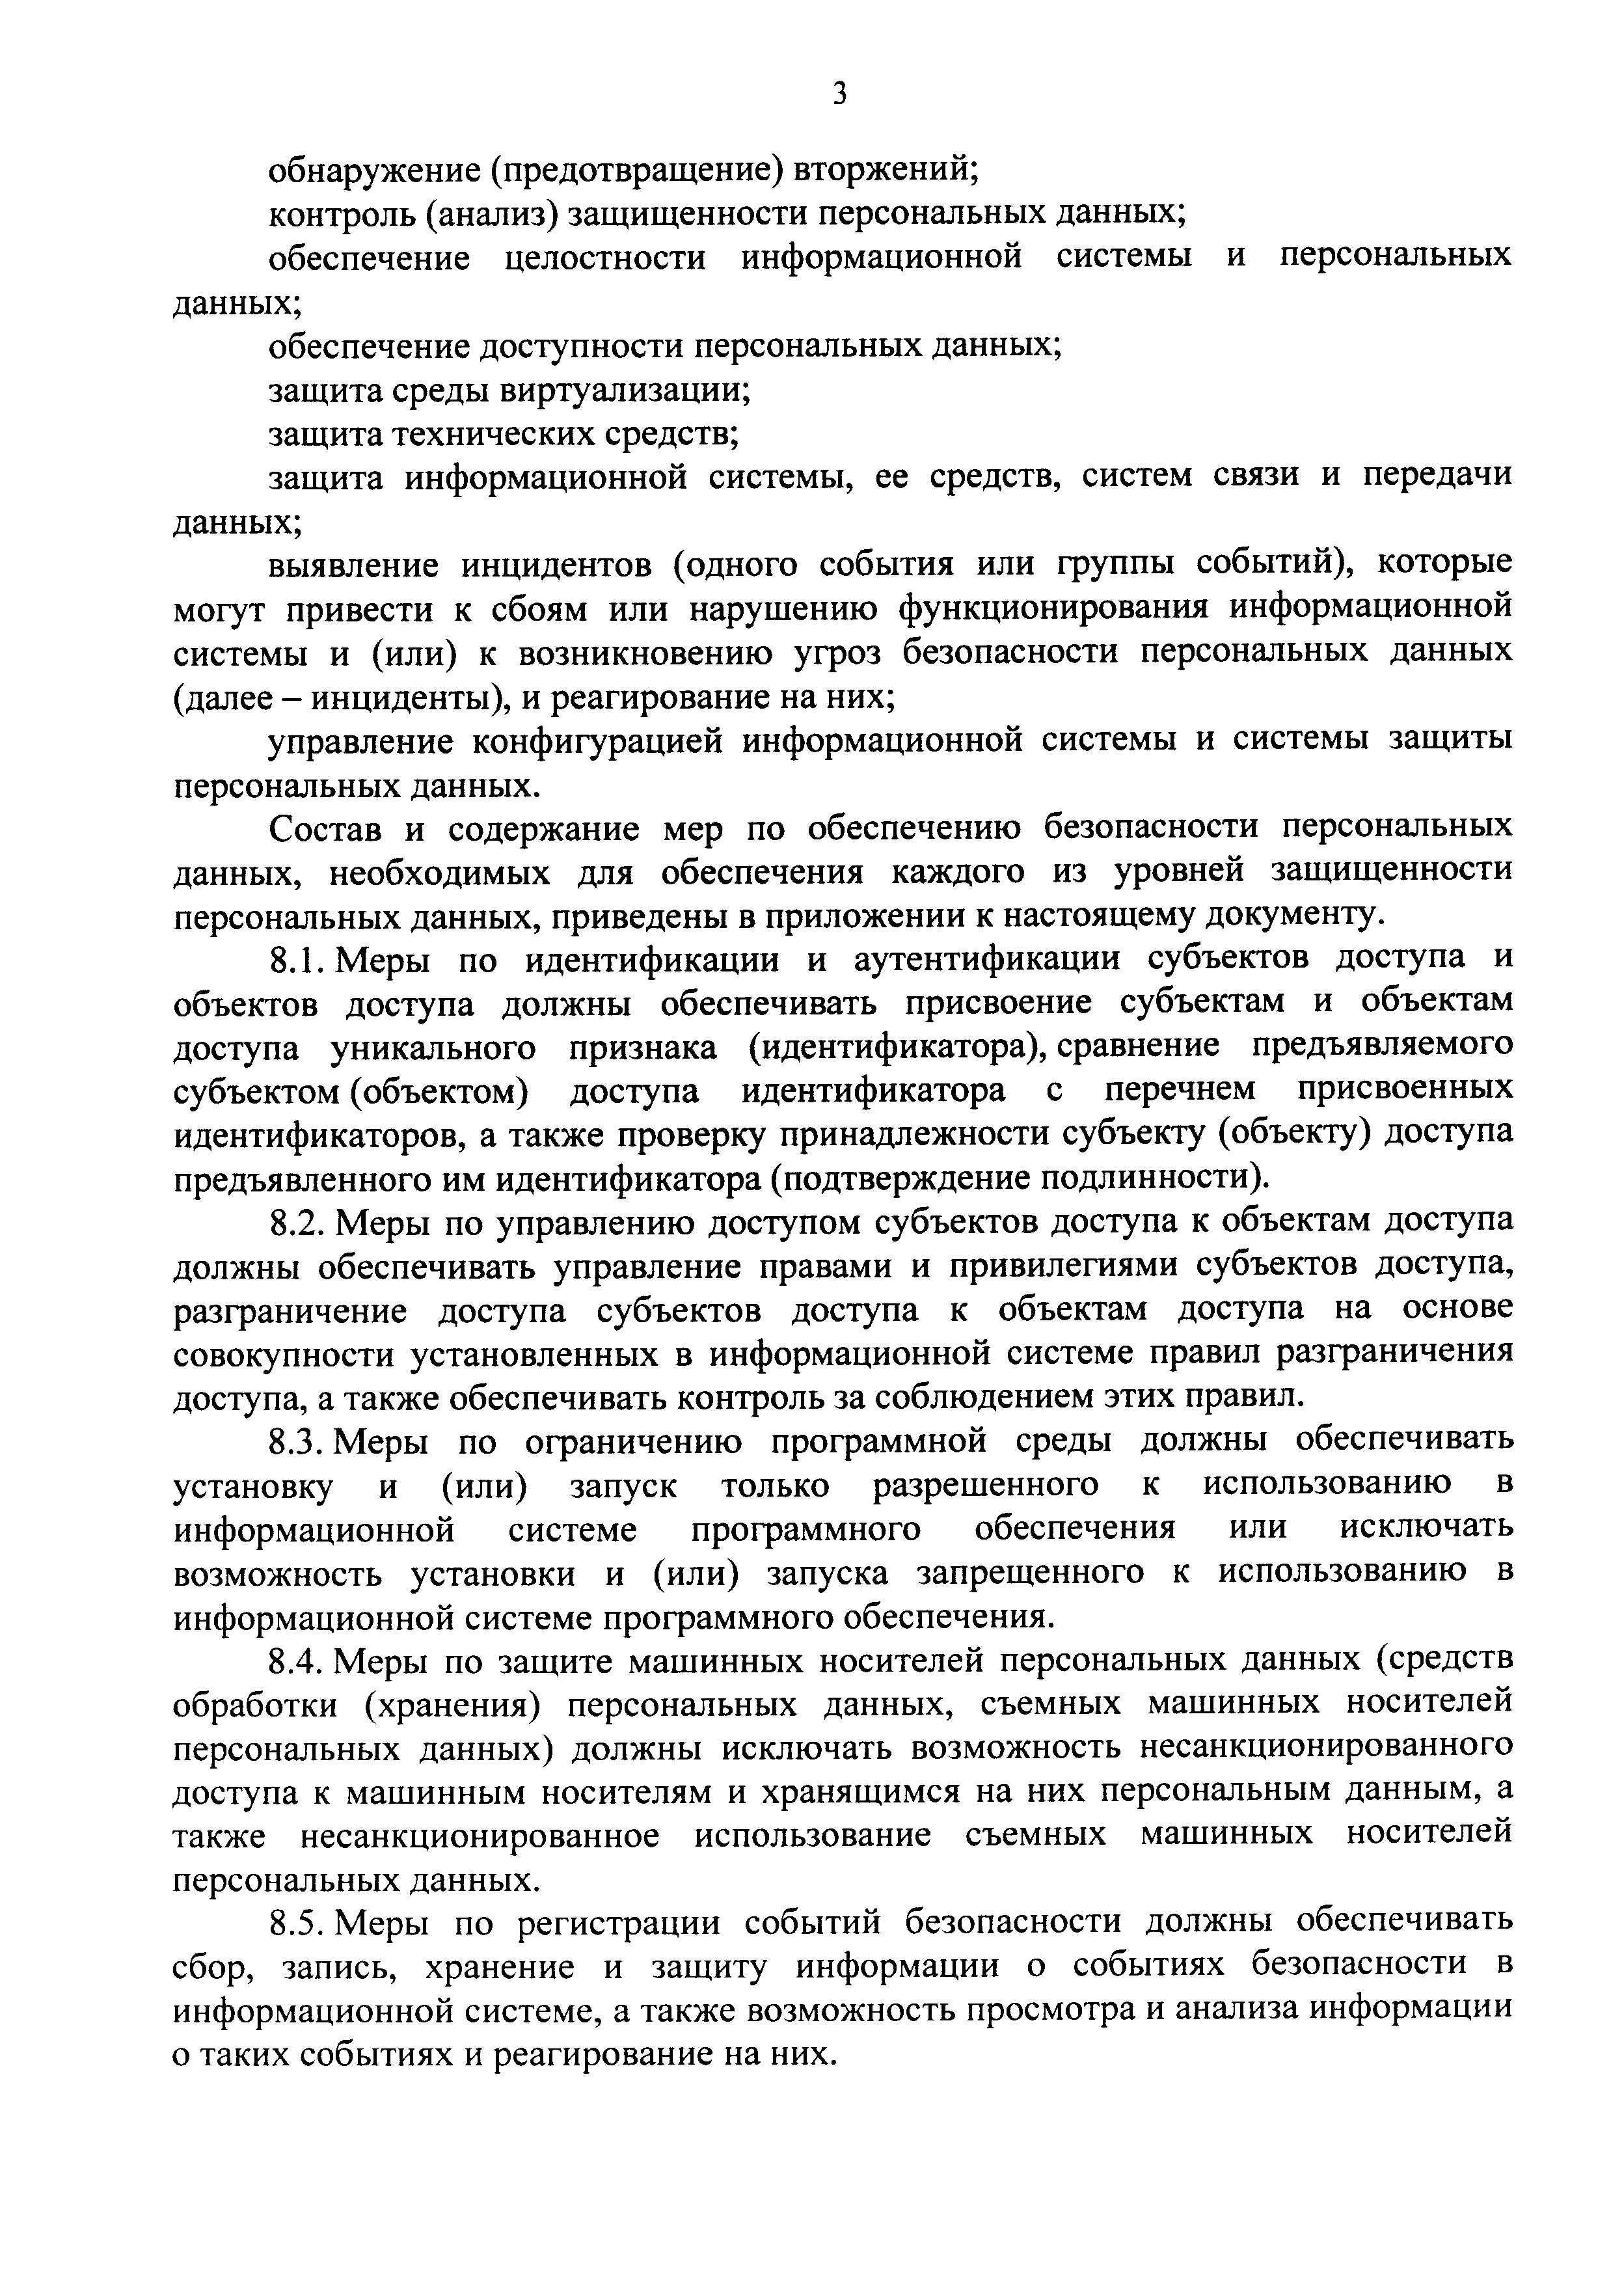 3
обнаружение (предотвращение) вторжений;
контроль (анализ) защищенности персональных данных;
обеспечение целостности информационной системы и персональных
данных;
обеспечение доступности персональных данных;
защита среды виртуализации;
защита технических средств;
защита информационной системы, ее средств, систем связи и передачи
данных;
выявление инцидентов (одного события или группы событий), которые
могут привести к сбоям или нарушению функционирования информационной
системы и (или) к возникновению угроз безопасности персональных данных
(далее – инциденты), и реагирование на них;
управление конфигурацией информационной системы и системы защиты
персональных данных.
Состав и содержание мер по обеспечению безопасности персональных
данных, необходимых для обеспечения каждого из уровней защищенности
персональных данных, приведены в приложении к настоящему документу.
8.1. Меры по идентификации и аутентификации субъектов доступа и
объектов доступа должны обеспечивать присвоение субъектам и объектам
доступа уникального признака (идентификатора), сравнение предъявляемого
субъектом (объектом) доступа идентификатора с перечнем присвоенных
идентификаторов, а также проверку принадлежности субъекту (объекту) доступа
предъявленного им идентификатора (подтверждение подлинности).
8.2. Меры по управлению доступом субъектов доступа к объектам доступа
должны обеспечивать управление правами и привилегиями субъектов доступа,
разграничение доступа субъектов доступа к объектам доступа на основе
совокупности установленных в информационной системе правил разграничения
доступа, а также обеспечивать контроль за соблюдением этих правил.
8.3. Меры по ограничению программной среды должны обеспечивать
установку и (или) запуск только разрешенного к использованию в
информационной системе программного обеспечения или исключать
возможность установки и (или) запуска запрещенного к использованию в
информационной системе программного обеспечения.
8.4. Меры по защите машинных носителей персональных данных (средств
обработки (хранения) персональных данных, съемных машинных носителей
персональных данных) должны исключать возможность несанкционированного
доступа к машинным носителям и хранящимся на них персональным данным, а
также несанкционированное использование съемных машинных носителей
персональных данных.
8.5. Меры по регистрации событий безопасности должны обеспечивать
сбор, запись, хранение и защиту информации о событиях безопасности в
информационной системе, а также возможность просмотра и анализа информации
о таких событиях и реагирование на них.